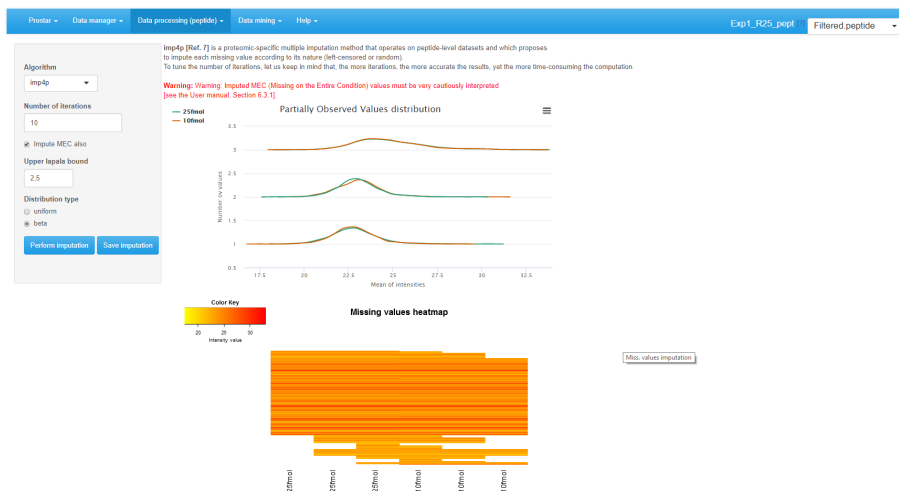 Prostar
Data manager
Data processing (peptide)
Data mining
Help
Exp1_R25_pept [?]
Filtered.peptide
imp4p [Ref. 7] is a proteomic-specific multiple imputation method that operates on peptide-level datasets and which proposes
to impute each missing value according to its nature (left-censored or random).
To tune the number of iterations, let us keep in mind that, the more iterations, the more accurate the results, yet the more time-consuming the computation.
Warning: Warning: Imputed MEC (Missing on the Entire Condition) values must be very cautiously interpreted
[see the User manual, Section 6.3.1].
Algorithm
imp4p
Number of iterations
10
Impute MEC also
Upper lapala bound
2,5
Distribution type
uniform
beta
Perform imputation
Save imputation
Partially Observed Values distribution
25fmol
10fmol
3.5
3
2.5
2
1.5
1
0.5
Number ov values
17.5 20 22.5 25 27.5 30 32.5
Mean of intensities
Color Key
20 25 30
Intensity value
Missing values heatmap
Miss. values imputation
25fmol
25fmol
25fmol
10fmol
10fmol
10fmol